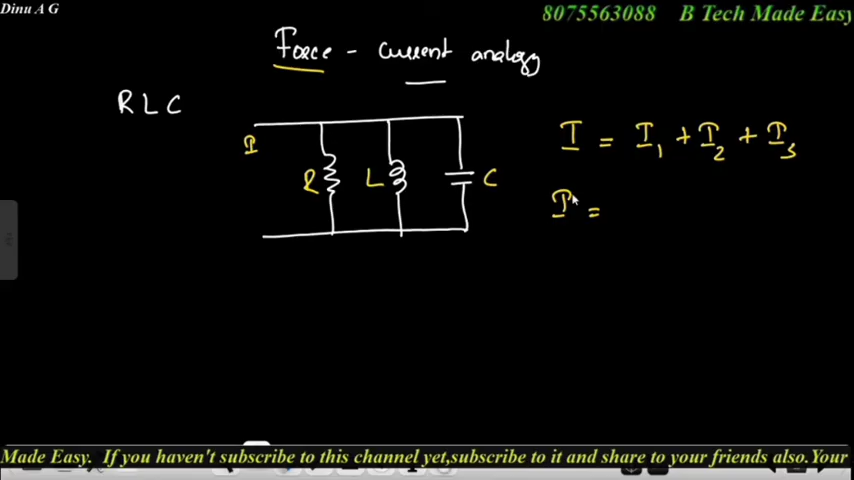 Dinu A G
8075563088 B Tech Made Easy
Force - current analogy
R L C
I
R
L
C
I = I1 + I2 + I3
I =
Made Easy. If you haven't subscribe to this channel yet,subscribe to it and share to your friends also.Your